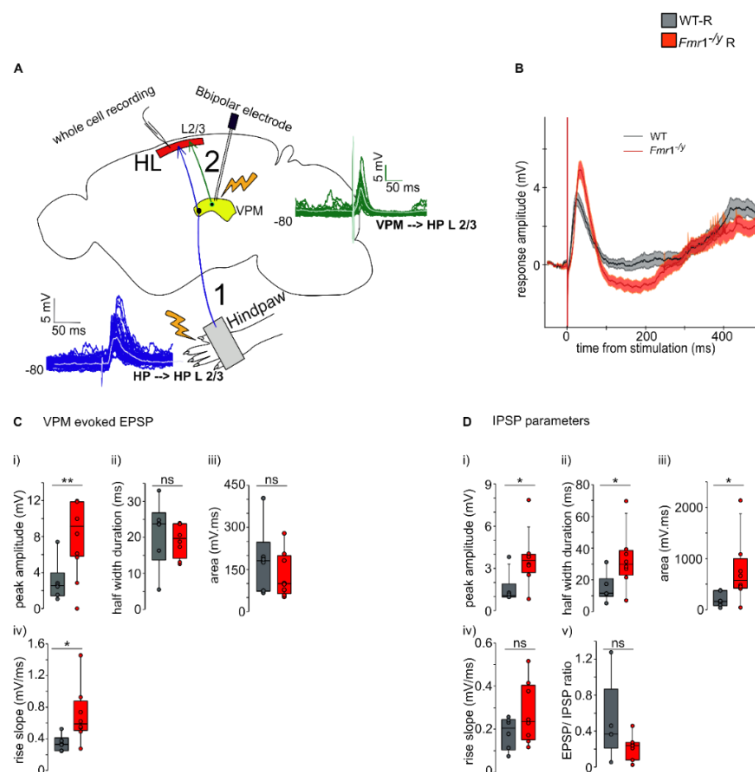 WT-R
Fmr1-/y R
A
B
whole cell recording
L2/3
Bbipolar electrode
HL
2
VPM
5 mV
50 ms
-80
VPM --> HP L 2/3
1
Hindpaw
5 mV
50 ms
-80
HP --> HP L 2/3
WT
Fmr1-/y
response amplitude (mV)
4
0
0
200
400
time from stimulation (ms)
C VPM evoked EPSP
i)
ii)
iii)
**
ns
ns
peak amplitude (mV)
12
8
4
0
half width duration (ms)
40
30
20
10
0
area (mV.ms)
450
300
150
0
iv)
*
rise slope (mV/ms)
1.6
1.2
0.8
0.4
0
D IPSP parameters
i)
ii)
iii)
*
*
*
peak amplitude (mV)
9
6
3
0
half width duration (ms)
80
60
40
20
0
area (mV.ms)
2000
1000
0
iv)
v)
ns
ns
rise slope (mV/ms)
0.6
0.4
0.2
0
EPSP/ IPSP ratio
1.2
0.8
0.4
0